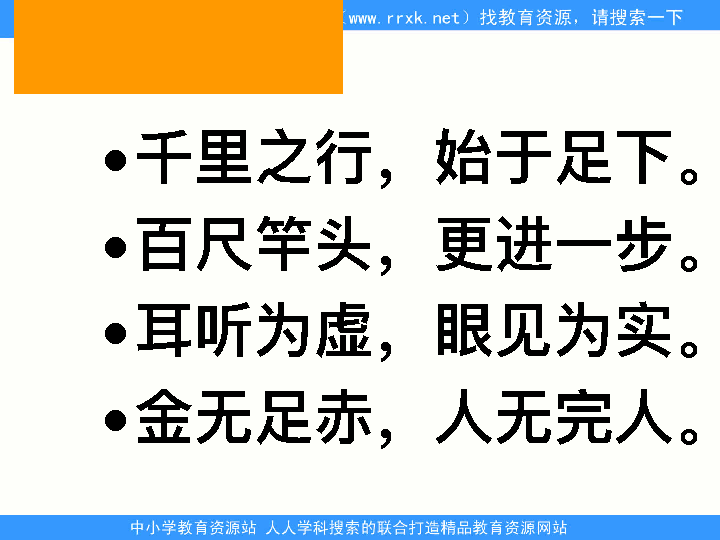 （www.rrxk.net）找教育资源，请搜索一下
•千里之行，始于足下。
•百尺竿头，更进一步。
•耳听为虚，眼见为实。
•金无足赤，人无完人。
中小学教育资源站 人人学科搜索的联合打造精品教育资源网站